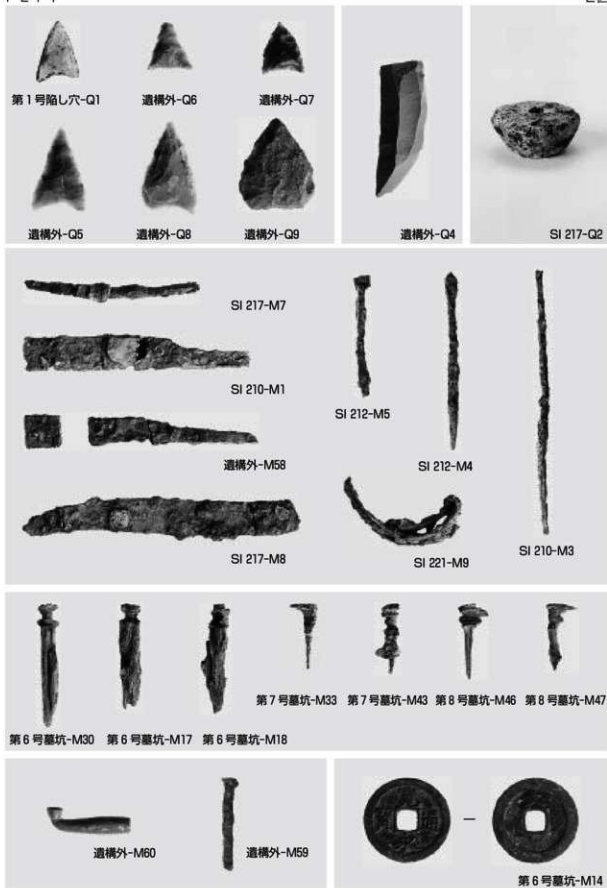 第1号陥し穴-Q1
遺構外-Q6
遺構外-Q7
遺構外-Q5
遺構外-Q8
遺構外-Q9
遺構外-Q4
SI 217-Q2
SI 217-M7
SI 210-M1
遺構外-M58
SI 217-M8
SI 212-M5
SI 212-M4
SI 221-M9
SI 210-M3
第6号墓坑-M30
第6号墓坑-M17
第6号墓坑-M18
第7号墓坑-M33
第7号墓坑-M43
第8号墓坑-M46
第8号墓坑-M47
遺構外-M60
遺構外-M59
第6号墓坑-M14